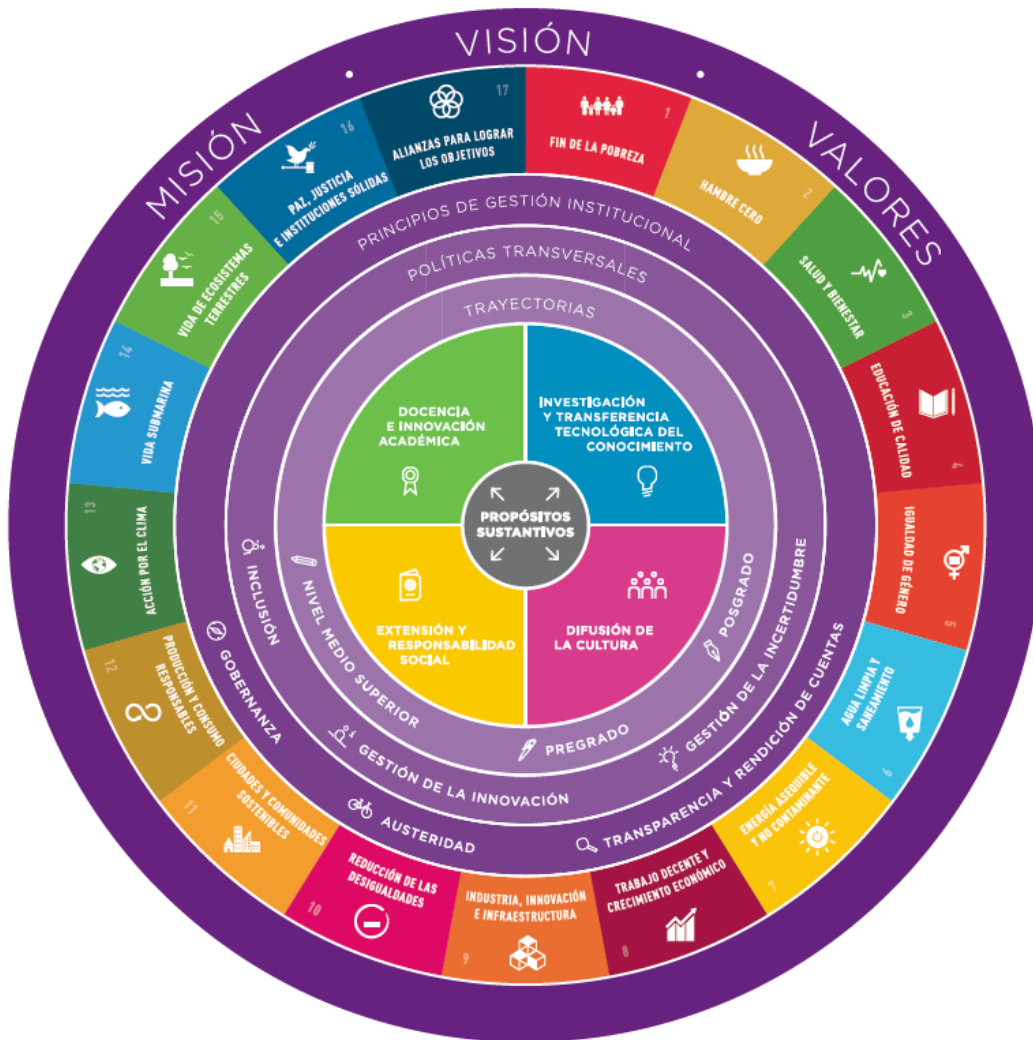 VISIÓN
MISIÓN
VALORES
1
FIN DE LA POBREZA
2
HAMBRE CERO
3
SALUD Y BIENESTAR
4
EDUCACIÓN DE CALIDAD
5
IGUALDAD DE GÉNERO
6
AGUA LIMPIA Y
SANEAMIENTO
7
ENERGÍA ASEQUIBLE
Y NO CONTAMINANTE
8
TRABAJO DECENTE Y
CRECIMIENTO ECONÓMICO
9
INDUSTRIA, INNOVACIÓN
E INFRAESTRUCTURA
10
REDUCCIÓN DE LAS
DESIGUALDADES
11
CIUDADES Y COMUNIDADES
SOSTENIBLES
12
PRODUCCIÓN Y CONSUMO
RESPONSABLES
13
ACCIÓN POR EL CLIMA
14
VIDA SUBMARINA
15
VIDA DE ECOSISTEMAS
TERRESTRES
16
PAZ, JUSTICIA
E INSTITUCIONES SÓLIDAS
17
ALIANZAS PARA LOGRAR
LOS OBJETIVOS
PRINCIPIOS DE GESTIÓN INSTITUCIONAL
GOBERNANZA
AUSTERIDAD
TRANSPARENCIA Y RENDICIÓN DE CUENTAS
POLÍTICAS TRANSVERSALES
INCLUSIÓN
GESTIÓN DE LA INNOVACIÓN
GESTIÓN DE LA INCERTIDUMBRE
TRAYECTORIAS
NIVEL MEDIO SUPERIOR
PREGRADO
POSGRADO
DOCENCIA
E INNOVACIÓN
ACADÉMICA
INVESTIGACIÓN
Y TRANSFERENCIA
TECNOLÓGICA DEL
CONOCIMIENTO
PROPÓSITOS
SUSTANTIVOS
EXTENSIÓN Y
RESPONSABILIDAD
SOCIAL
DIFUSIÓN DE
LA CULTURA